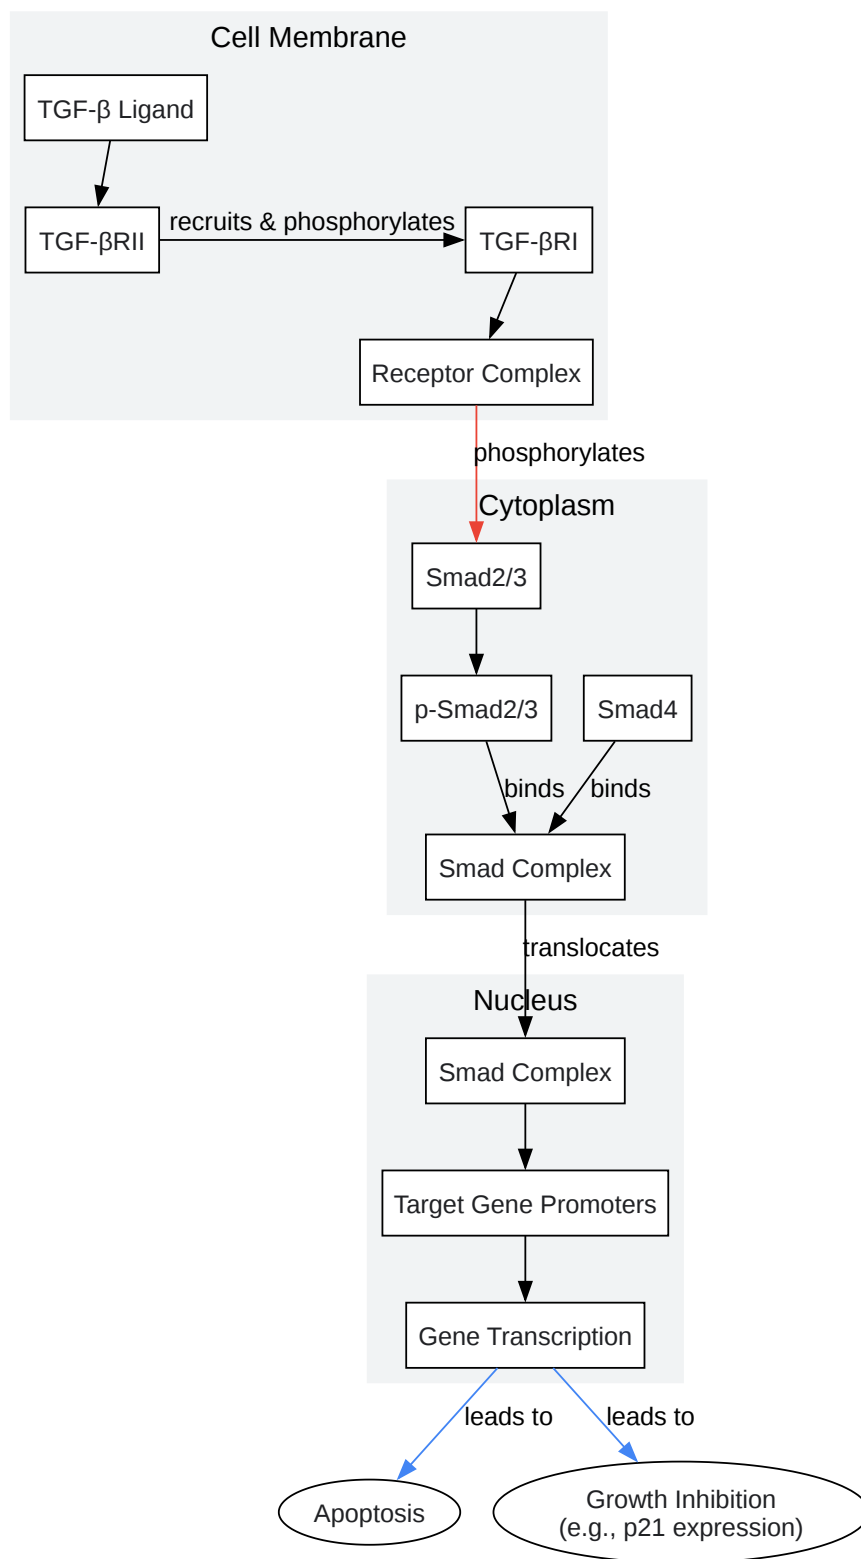 Cell Membrane
TGF-β Ligand
TGF-βRII
recruits & phosphorylates
TGF-βRI
Receptor Complex
phosphorylates
Cytoplasm
Smad2/3
p-Smad2/3
Smad4
binds
binds
Smad Complex
translocates
Nucleus
Smad Complex
Target Gene Promoters
Gene Transcription
leads to
leads to
Apoptosis
Growth Inhibition
(e.g., p21 expression)